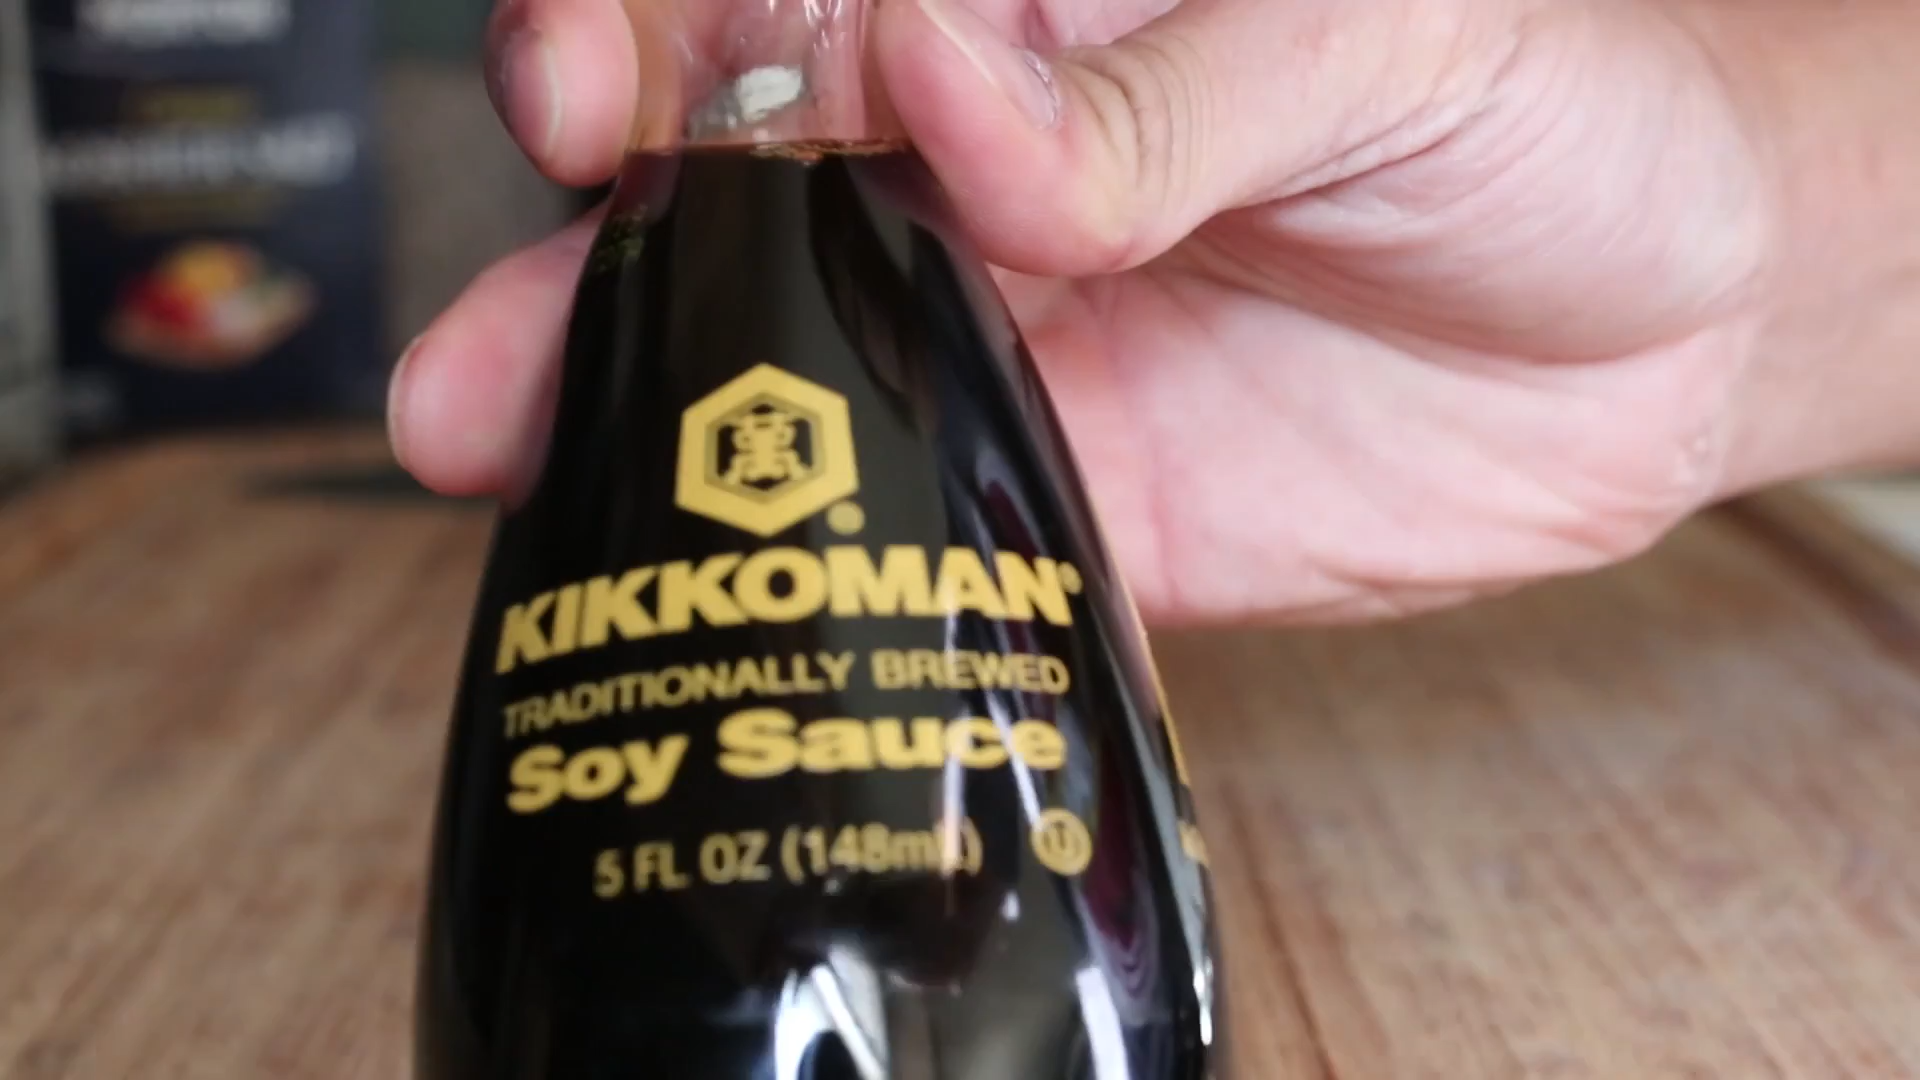 KIKKOMAN®
TRADITIONALLY BREWED
Soy Sauce
5 FL OZ (148mL) Ⓤ